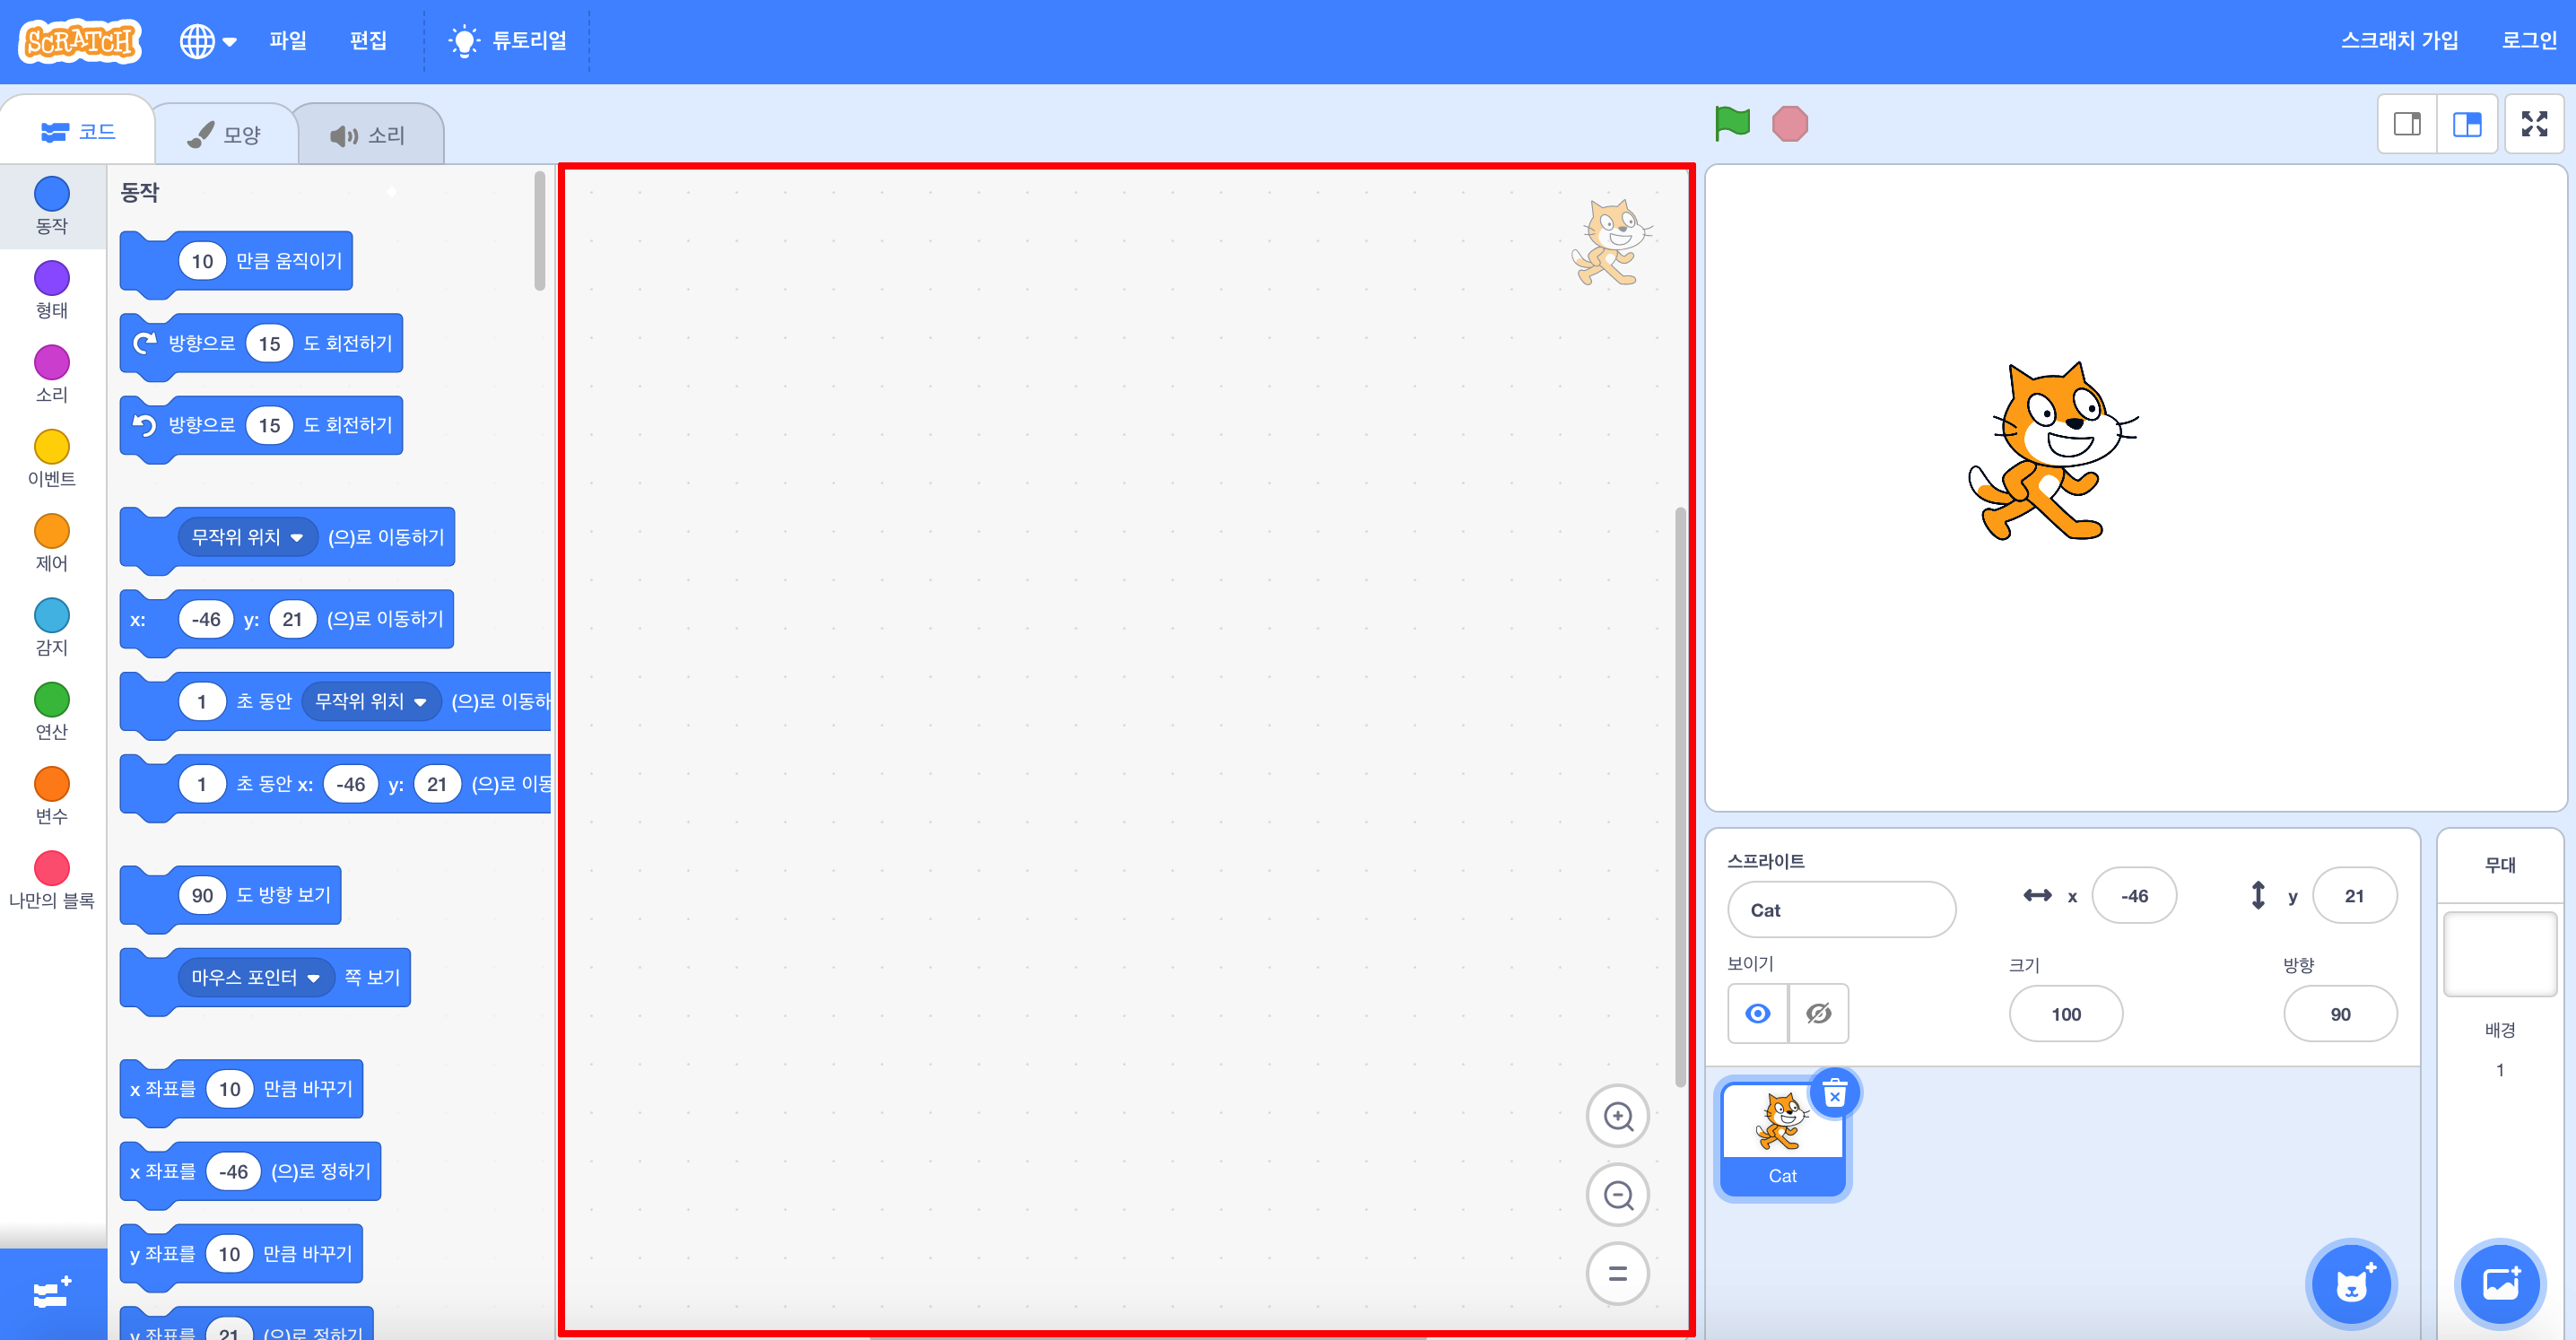 SCRATCH
파일
편집
튜토리얼
스크래치 가입
로그인
코드
모양
소리
동작
형태
소리
이벤트
제어
감지
연산
변수
나만의 블록
동작
10 만큼 움직이기
방향으로 15 도 회전하기
방향으로 15 도 회전하기
무작위 위치 (으)로 이동하기
x: -46 y: 21 (으)로 이동하기
1 초 동안 무작위 위치 (으)로 이동하
1 초 동안 x: -46 y: 21 (으)로 이동
90 도 방향 보기
마우스 포인터 쪽 보기
x 좌표를 10 만큼 바꾸기
x 좌표를 -46 (으)로 정하기
y 좌표를 10 만큼 바꾸기
y 좌표를 21 (으)로 정하기
스프라이트
Cat
x -46
y 21
보이기
크기
방향
100
90
Cat
무대
배경
1